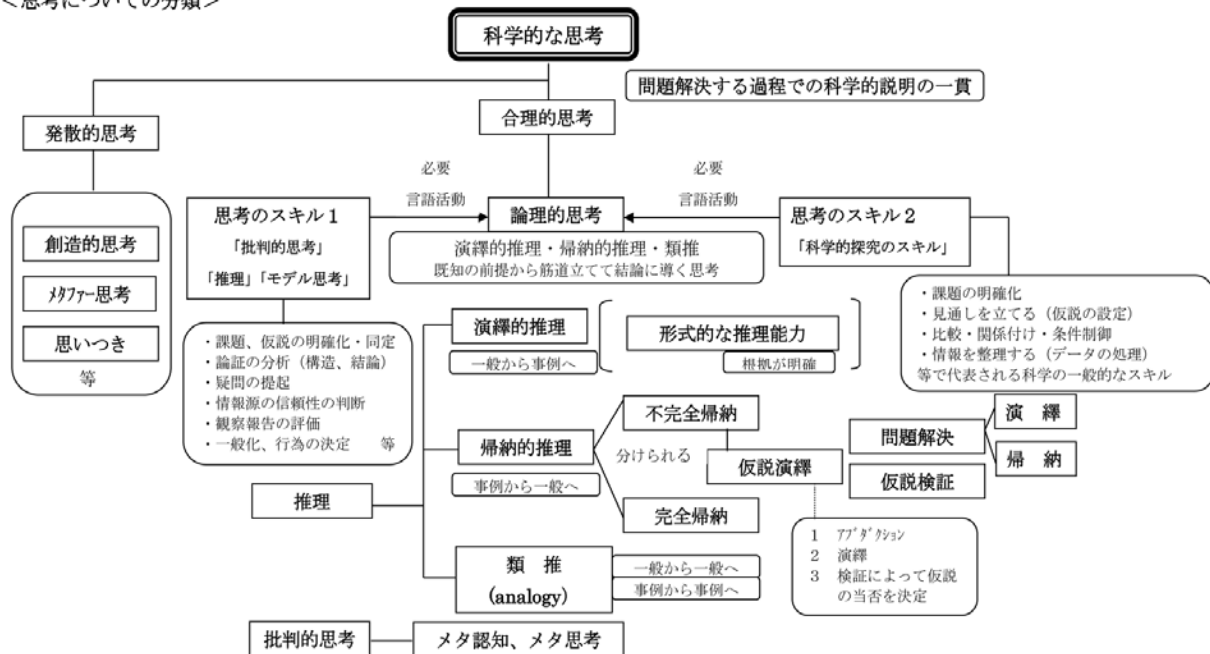 ＜思考についての分類＞
科学的な思考
問題解決する過程での科学的説明の一貫
発散的思考
合理的思考
必要
言語活動
必要
言語活動
創造的思考
ﾒﾀﾌｧｰ思考
思いつき
等
思考のスキル１
「批判的思考」
「推理」「モデル思考」
論理的思考
演繹的推理・帰納的推理・類推
既知の前提から筋道立てて結論に導く思考
思考のスキル２
「科学的探究のスキル」
・課題、仮説の明確化・同定
・論証の分析（構造、結論）
・疑問の提起
・情報源の信頼性の判断
・観察報告の評価
・一般化、行為の決定　等
・課題の明確化
・見通しを立てる（仮説の設定）
・比較・関係付け・条件制御
・情報を整理する（データの処理）
等で代表される科学の一般的なスキル
演繹的推理
一般から事例へ
形式的な推理能力
根拠が明確
帰納的推理
事例から一般へ
不完全帰納
分けられる
仮説演繹
完全帰納
問題解決
演　繹
帰　納
仮説検証
推理
1　ｱﾌﾞﾀﾞｸｼｮﾝ
2　演繹
3　検証によって仮説
の当否を決定
類　推
(analogy)
一般から一般へ
事例から事例へ
批判的思考
メタ認知、メタ思考